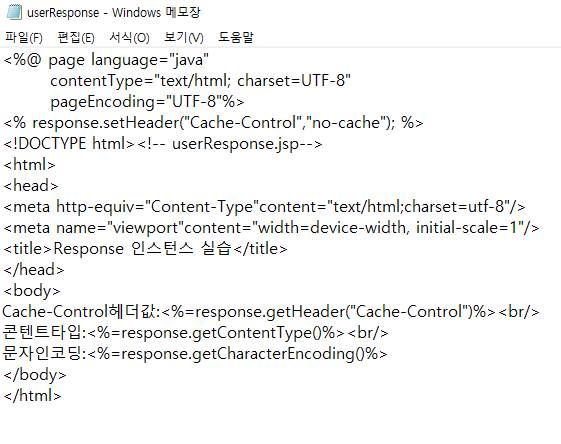 userResponse - Windows 메모장
파일(F) 편집(E) 서식(O) 보기(V) 도움말
<%@ page language="java"
contentType="text/html; charset=UTF-8"
pageEncoding="UTF-8"%>
<% response.setHeader("Cache-Control","no-cache"); %>
<!DOCTYPE html><!-- userResponse.jsp-->
<html>
<head>
<meta http-equiv="Content-Type"content="text/html;charset=utf-8"/>
<meta name="viewport"content="width=device-width, initial-scale=1"/>
<title>Response 인스턴스 실습</title>
</head>
<body>
Cache-Control헤더값:<%=response.getHeader("Cache-Control")%><br/>
콘텐트타입:<%=response.getContentType()%><br/>
문자인코딩:<%=response.getCharacterEncoding()%>
</body>
</html>